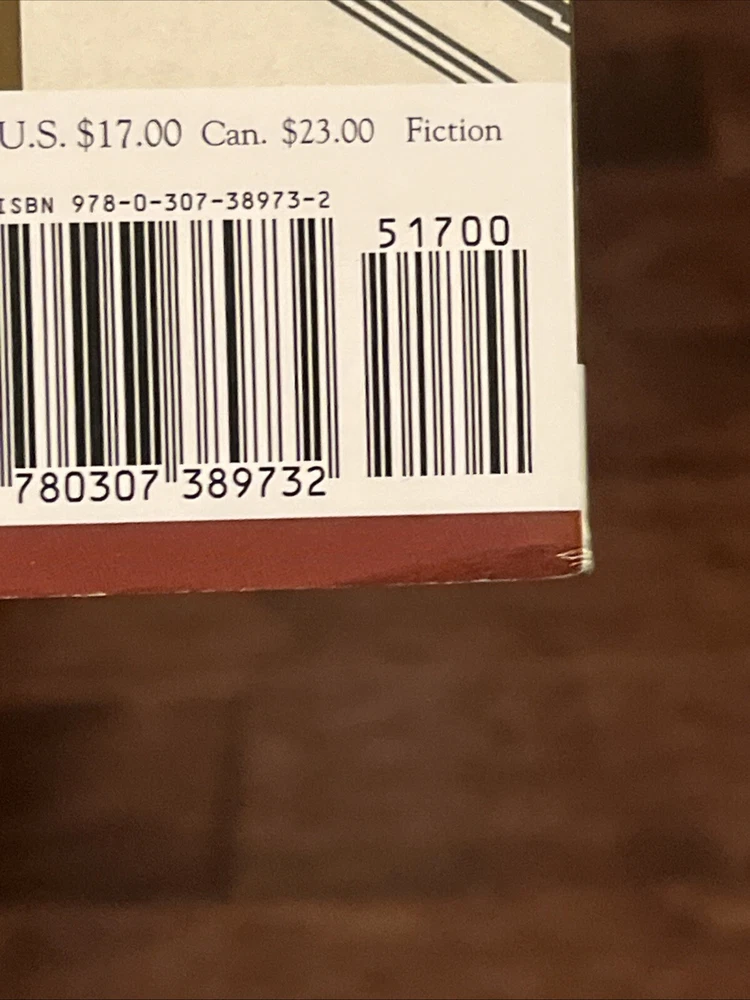 U.S. $17.00 Can. $23.00 Fiction
ISBN 978-0-307-38973-2
51700
780307 389732